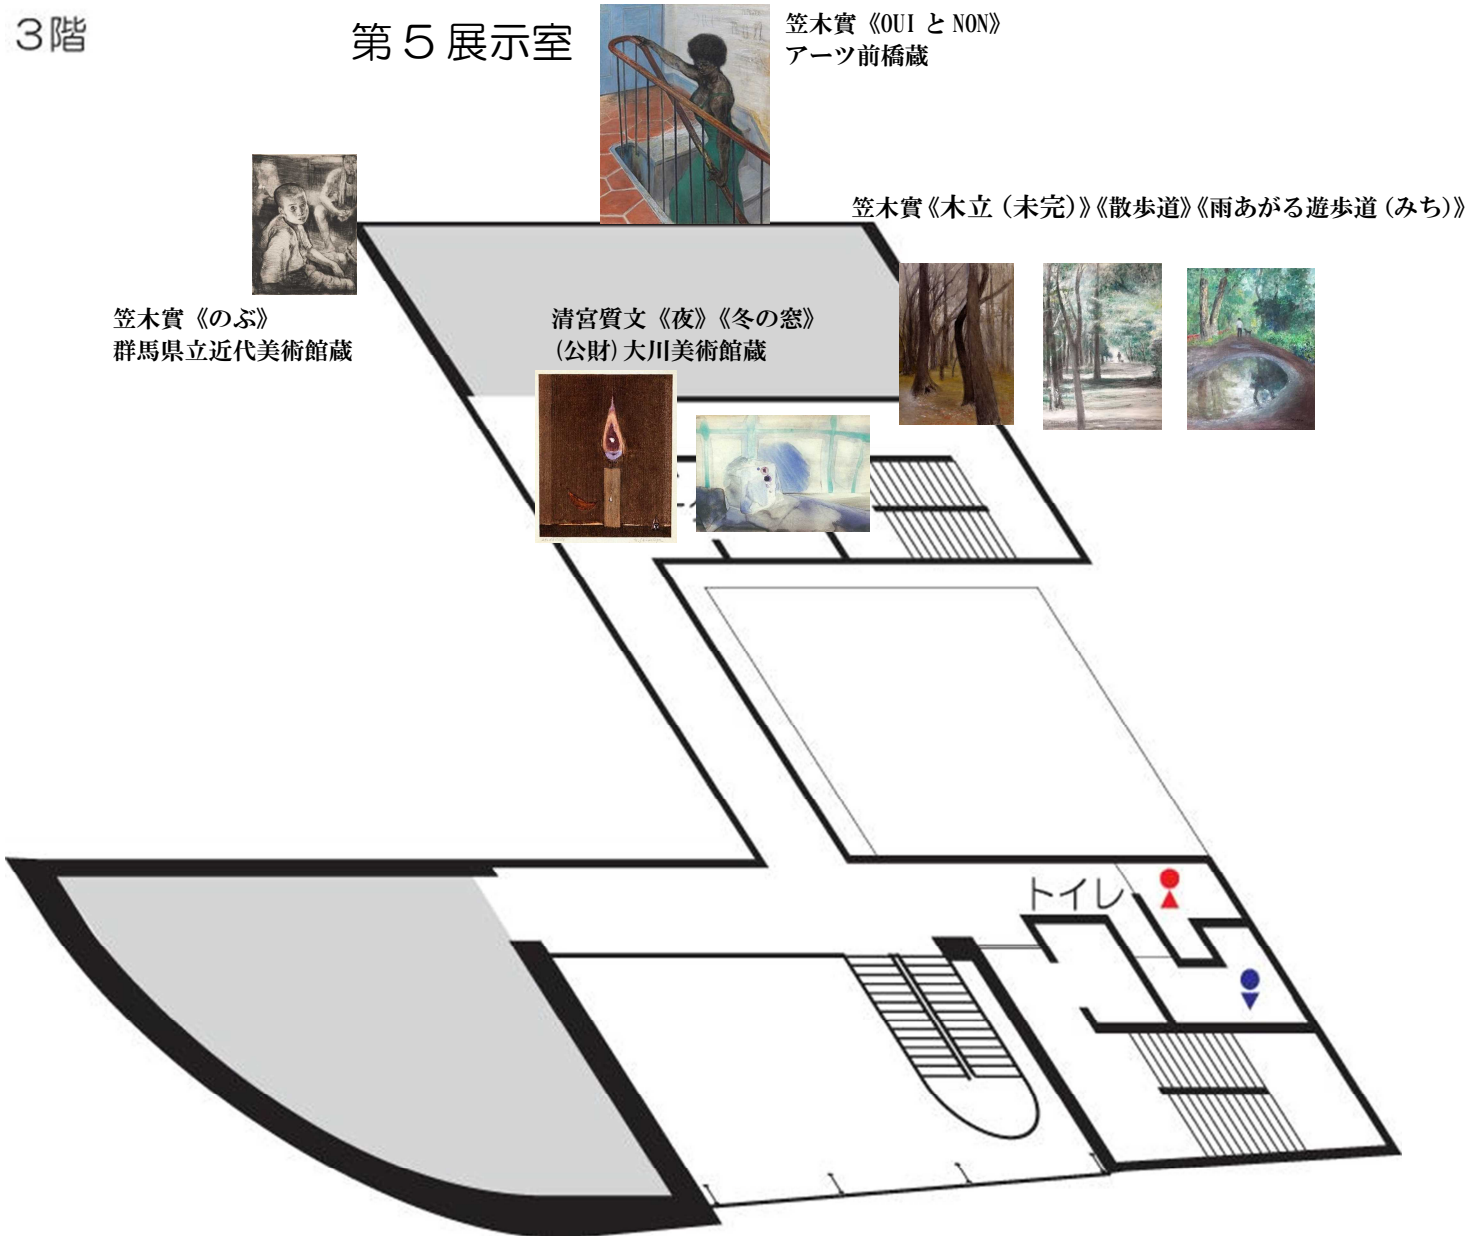 3階
第5展示室
笠木實《OUI と NON》
アーツ前橋蔵
笠木實《木立（未完）》《散歩道》《雨あがる遊歩道（みち）》
笠木實《のぶ》
群馬県立近代美術館蔵
清宮質文《夜》《冬の窓》
（公財）大川美術館蔵
トイレ